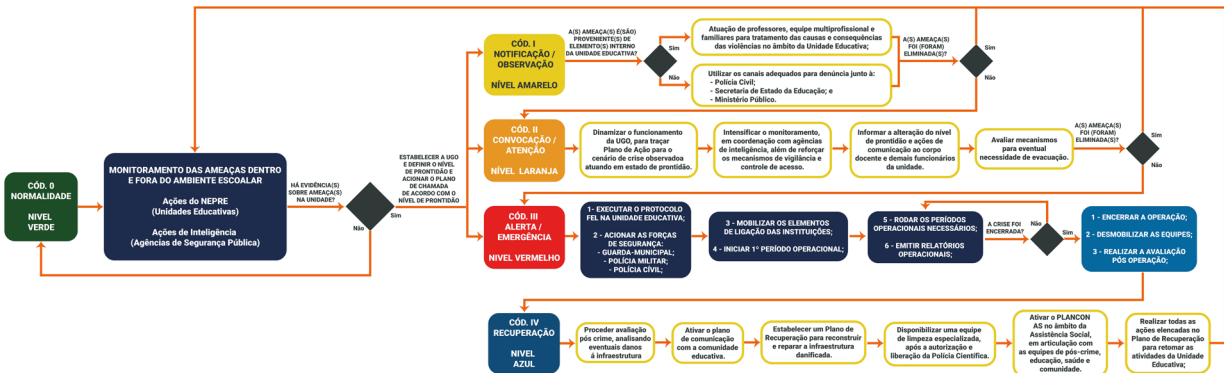 CÓD. 0
NORMALIDADE
NIVEL
VERDE
MONITORAMENTO DAS AMEAÇAS DENTRO
E FORA DO AMBIENTE ESCOALAR
Ações do NEPRE
(Unidades Educativas)
Ações de Inteligência
(Agências de Segurança Pública)
HÁ EVIDÊNCIA(S)
SOBRE AMEAÇA(S)
NA UNIDADE?
Não
Sim
ESTABELECER A UGO
E DEFINIR O NÍVEL
DE PRONTIDÃO E
ACIONAR O PLANO
DE CHAMADA
DE ACORDO COM O
NÍVEL DE PRONTIDÃO
CÓD. I
NOTIFICAÇÃO /
OBSERVAÇÃO
NÍVEL AMARELO
A(S) AMEAÇA(S) É(SÃO)
PROVENIENTE(S) DE
ELEMENTO(S) INTERNO
DA UNIDADE EDUCATIVA?
Sim
Não
Atuação de professores, equipe multiprofissional e
familiares para tratamento das causas e consequências
das violências no âmbito da Unidade Educativa;
Utilizar os canais adequados para denúncia junto à:
- Polícia Civil;
- Secretaria de Estado da Educação; e
- Ministério Público.
A(S) AMEAÇA(S)
FOI (FORAM)
ELIMINADA(S)?
Sim
Não
CÓD. II
CONVOCAÇÃO /
ATENÇÃO
NÍVEL LARANJA
Dinamizar o funcionamento
da UGO, para traçar
Plano de Ação para o
cenário de crise observada
atuando em estado de prontidão.
Intensificar o monitoramento,
em coordenação com agências
de inteligência, além de reforçar
os mecanismos de vigilância e
controle de acesso.
Informar a alteração do nível
de prontidão e ações de
comunicação ao corpo
docente e demais funcionários
da unidade.
Avaliar mecanismos
para eventual
necessidade de evacuação.
A(S) AMEAÇA(S)
FOI (FORAM)
ELIMINADA(S)?
Sim
Não
CÓD. III
ALERTA /
EMERGÊNCIA
NIVEL VERMELHO
1- EXECUTAR O PROTOCOLO
FEL NA UNIDADE EDUCATIVA;
2 - ACIONAR AS FORÇAS
DE SEGURANÇA:
- GUARDA-MUNICIPAL;
- POLÍCIA MILITAR;
- POLÍCIA CÍVIL;
3 - MOBILIZAR OS ELEMENTOS
DE LIGAÇÃO DAS INSTITUIÇÕES;
4 - INICIAR 1º PERÍODO OPERACIONAL;
5 - RODAR OS PERÍODOS
OPERACIONAIS NECESSÁRIOS;
6 - EMITIR RELATÓRIOS
OPERACIONAIS;
A CRISE FOI
ENCERRADA?
Não
Sim
1 - ENCERRAR A OPERAÇÃO;
2 - DESMOBILIZAR AS EQUIPES;
3 - REALIZAR A AVALIAÇÃO
PÓS OPERAÇÃO;
CÓD. IV
RECUPERAÇÃO
NIVEL
AZUL
Proceder avaliação
pós crime, analisando
eventuais danos
á infraestrutura
Ativar o plano
de comunicação
com a comunidade
educativa.
Estabelecer um Plano de
Recuperação para reconstruir
e reparar a infraestrutura
danificada.
Disponibilizar uma equipe
de limpeza especializada,
após a autorização e
liberação da Polícia Científica.
Ativar o PLANCON
AS no âmbito da
Assistência Social,
em articulação com
as equipes de pós-crime,
educação, saúde e
comunidade.
Realizar todas as
ações elencadas no
Plano de Recuperação
para retomar as
atividades da Unidade
Educativa;